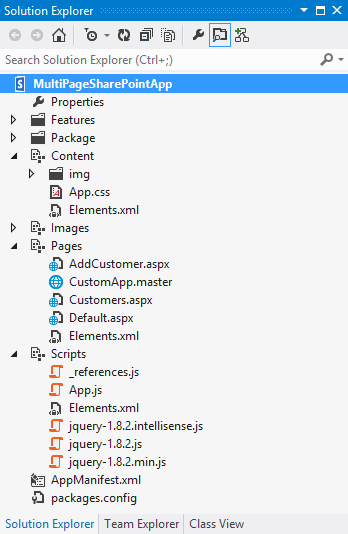 Solution Explorer
Search Solution Explorer (Ctrl+;)
MultiPageSharePointApp
Properties
Features
Package
Content
img
App.css
Elements.xml
Images
Pages
AddCustomer.aspx
CustomApp.master
Customers.aspx
Default.aspx
Elements.xml
Scripts
_references.js
App.js
Elements.xml
jquery-1.8.2.intellisense.js
jquery-1.8.2.js
jquery-1.8.2.min.js
AppManifest.xml
packages.config
Solution Explorer Team Explorer Class View